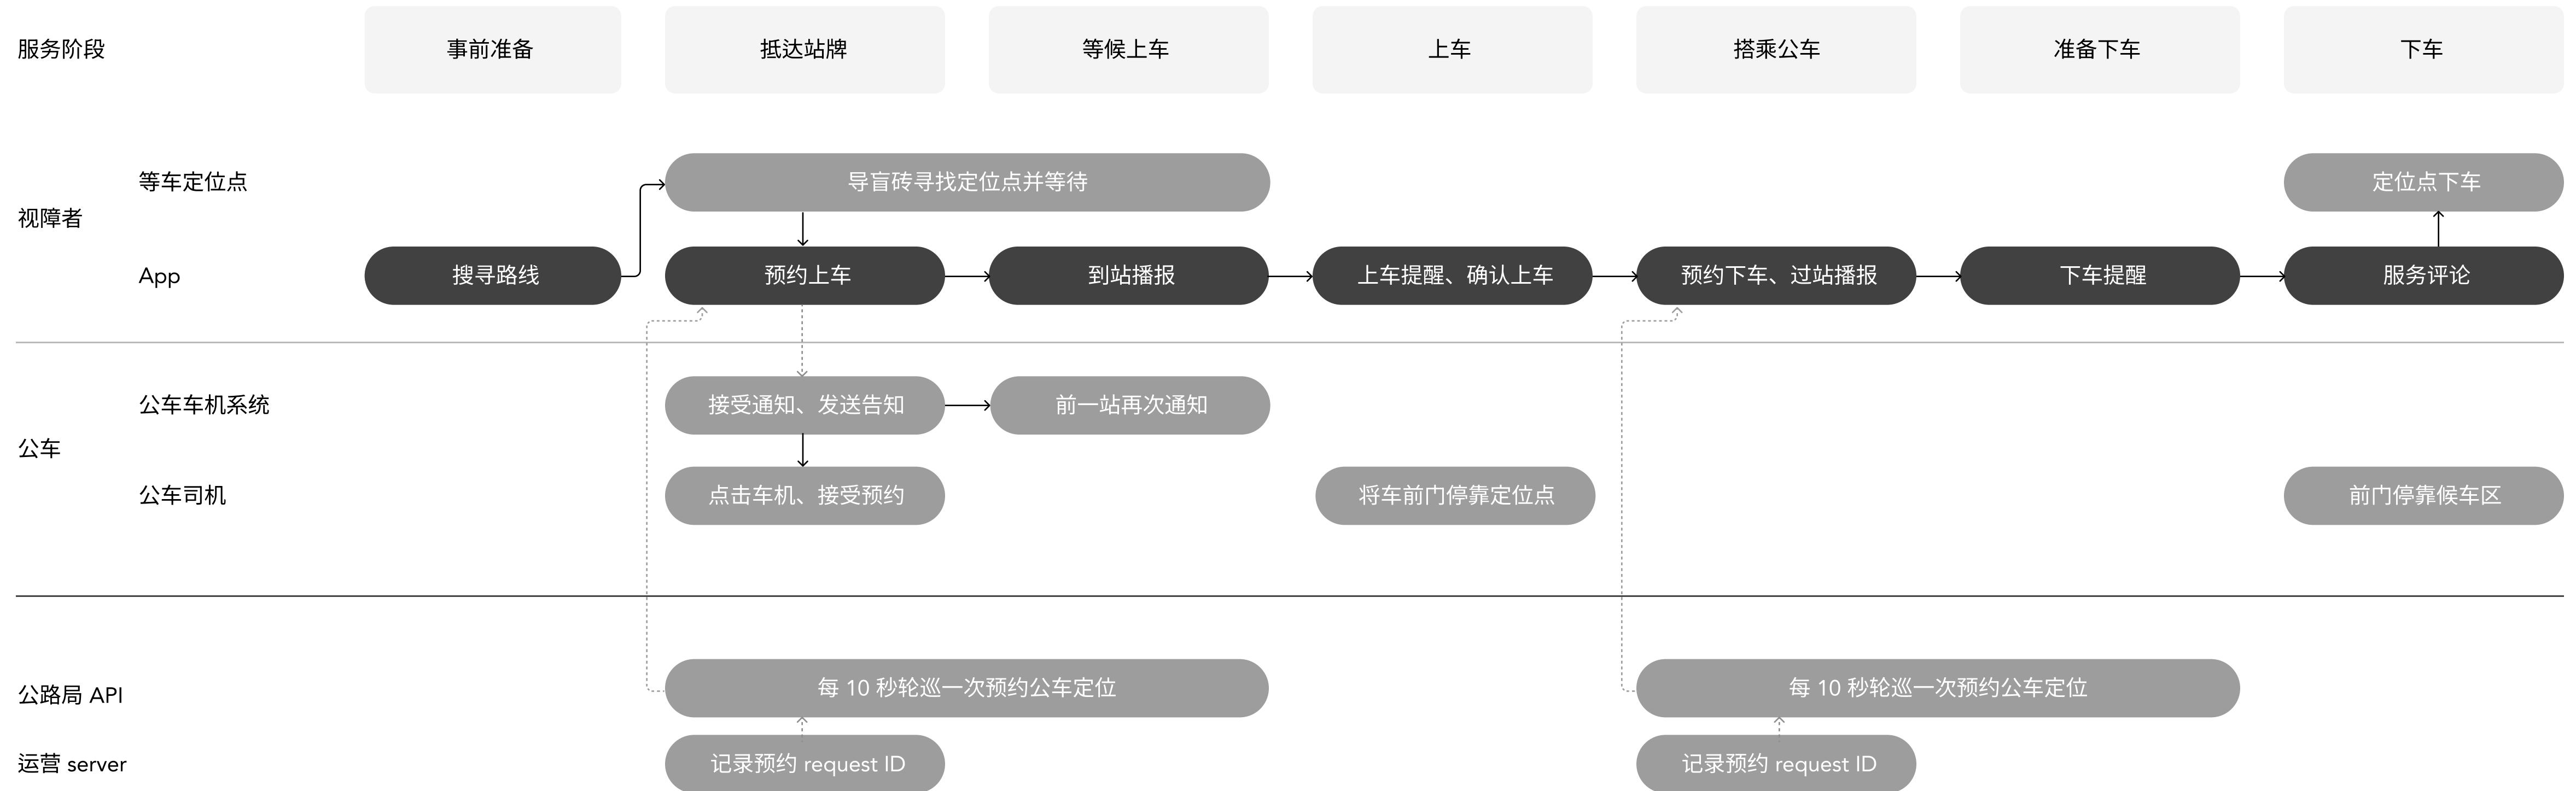 服务阶段
事前准备
抵达站牌
等候上车
上车
搭乘公车
准备下车
下车
视障者
等车定位点
导盲砖寻找定位点并等待
定位点下车
App
搜寻路线
预约上车
到站播报
上车提醒、确认上车
预约下车、过站播报
下车提醒
服务评论
公车
公车车机系统
接受通知、发送告知
前一站再次通知
公车司机
点击车机、接受预约
将车前门停靠定位点
前门停靠候车区
公路局 API
每 10 秒轮巡一次预约公车定位
每 10 秒轮巡一次预约公车定位
运营 server
记录预约 request ID
记录预约 request ID